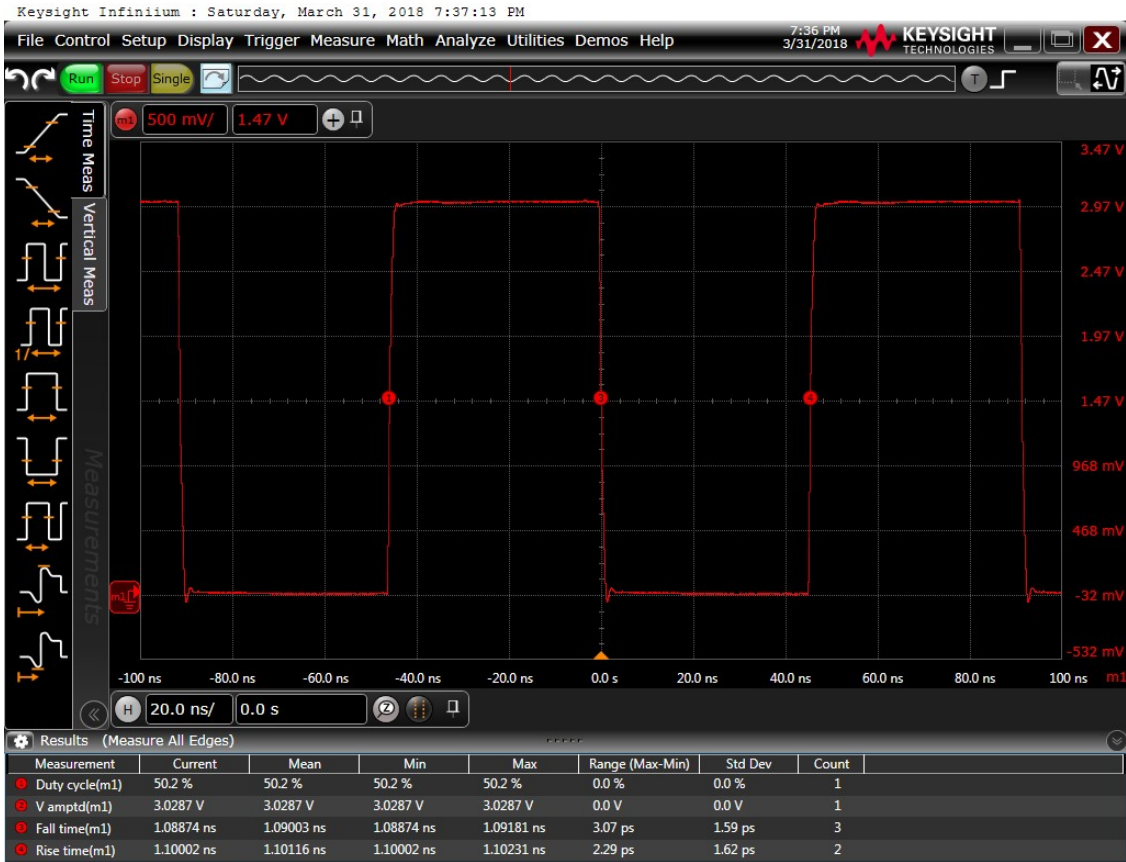 Keysight Infiniium : Saturday, March 31, 2018 7:37:13 PM
File Control Setup Display Trigger Measure Math Analyze Utilities Demos Help
7:36 PM
3/31/2018
KEYSIGHT
TECHNOLOGIES
Run Stop Single
T
Time Meas
Vertical Meas
Measurements
1/
m1 500 mV/ 1.47 V
3.47 V
2.97 V
2.47 V
1.97 V
1.47 V
968 mV
468 mV
-32 mV
-532 mV
1 3 4
m1
-100 ns -80.0 ns -60.0 ns -40.0 ns -20.0 ns 0.0 s 20.0 ns 40.0 ns 60.0 ns 80.0 ns 100 ns m1
H 20.0 ns/ 0.0 s
Z
Results (Measure All Edges)
Measurement Current Mean Min Max Range (Max-Min) Std Dev Count
1 Duty cycle(m1) 50.2 % 50.2 % 50.2 % 50.2 % 0.0 % 0.0 % 1
2 V amptd(m1) 3.0287 V 3.0287 V 3.0287 V 3.0287 V 0.0 V 0.0 V 1
3 Fall time(m1) 1.08874 ns 1.09003 ns 1.08874 ns 1.09181 ns 3.07 ps 1.59 ps 3
4 Rise time(m1) 1.10002 ns 1.10116 ns 1.10002 ns 1.10231 ns 2.29 ps 1.62 ps 2